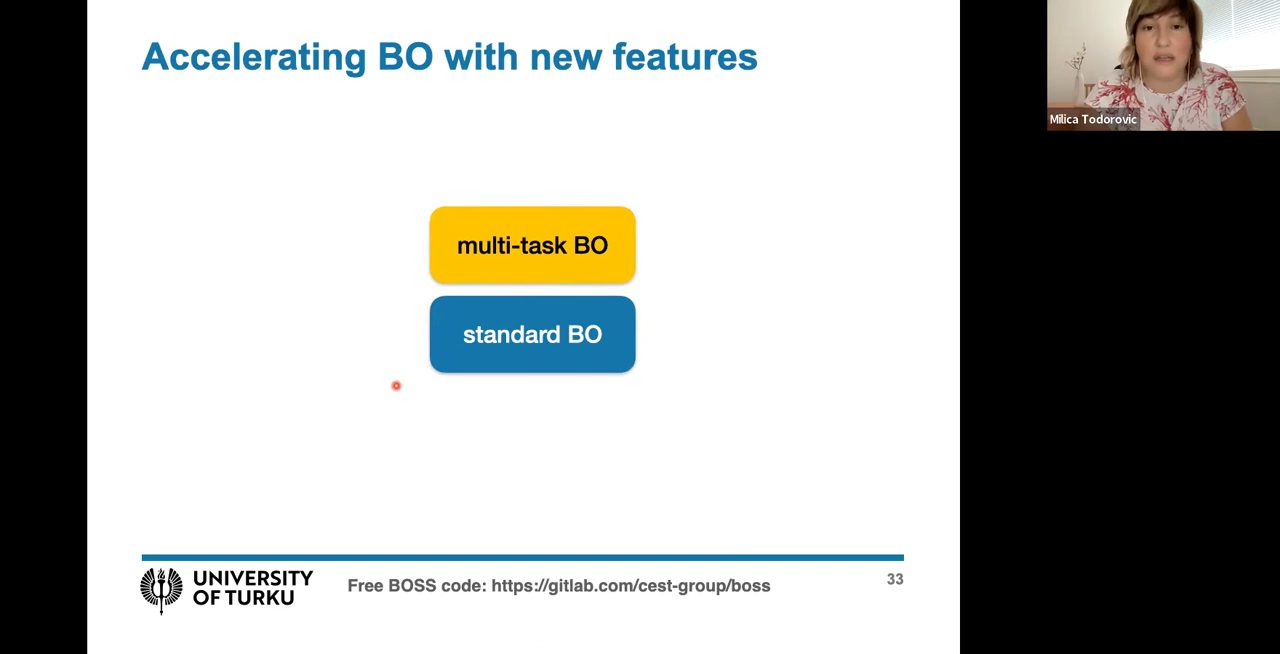 Accelerating BO with new features
Milica Todorovic
multi-task BO
standard BO
UNIVERSITY
OF TURKU
Free BOSS code: https://gitlab.com/cest-group/boss
33